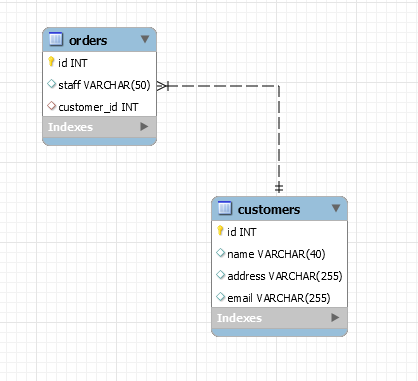 orders
id INT
staff VARCHAR(50)
customer_id INT
Indexes
customers
id INT
name VARCHAR(40)
address VARCHAR(255)
email VARCHAR(255)
Indexes